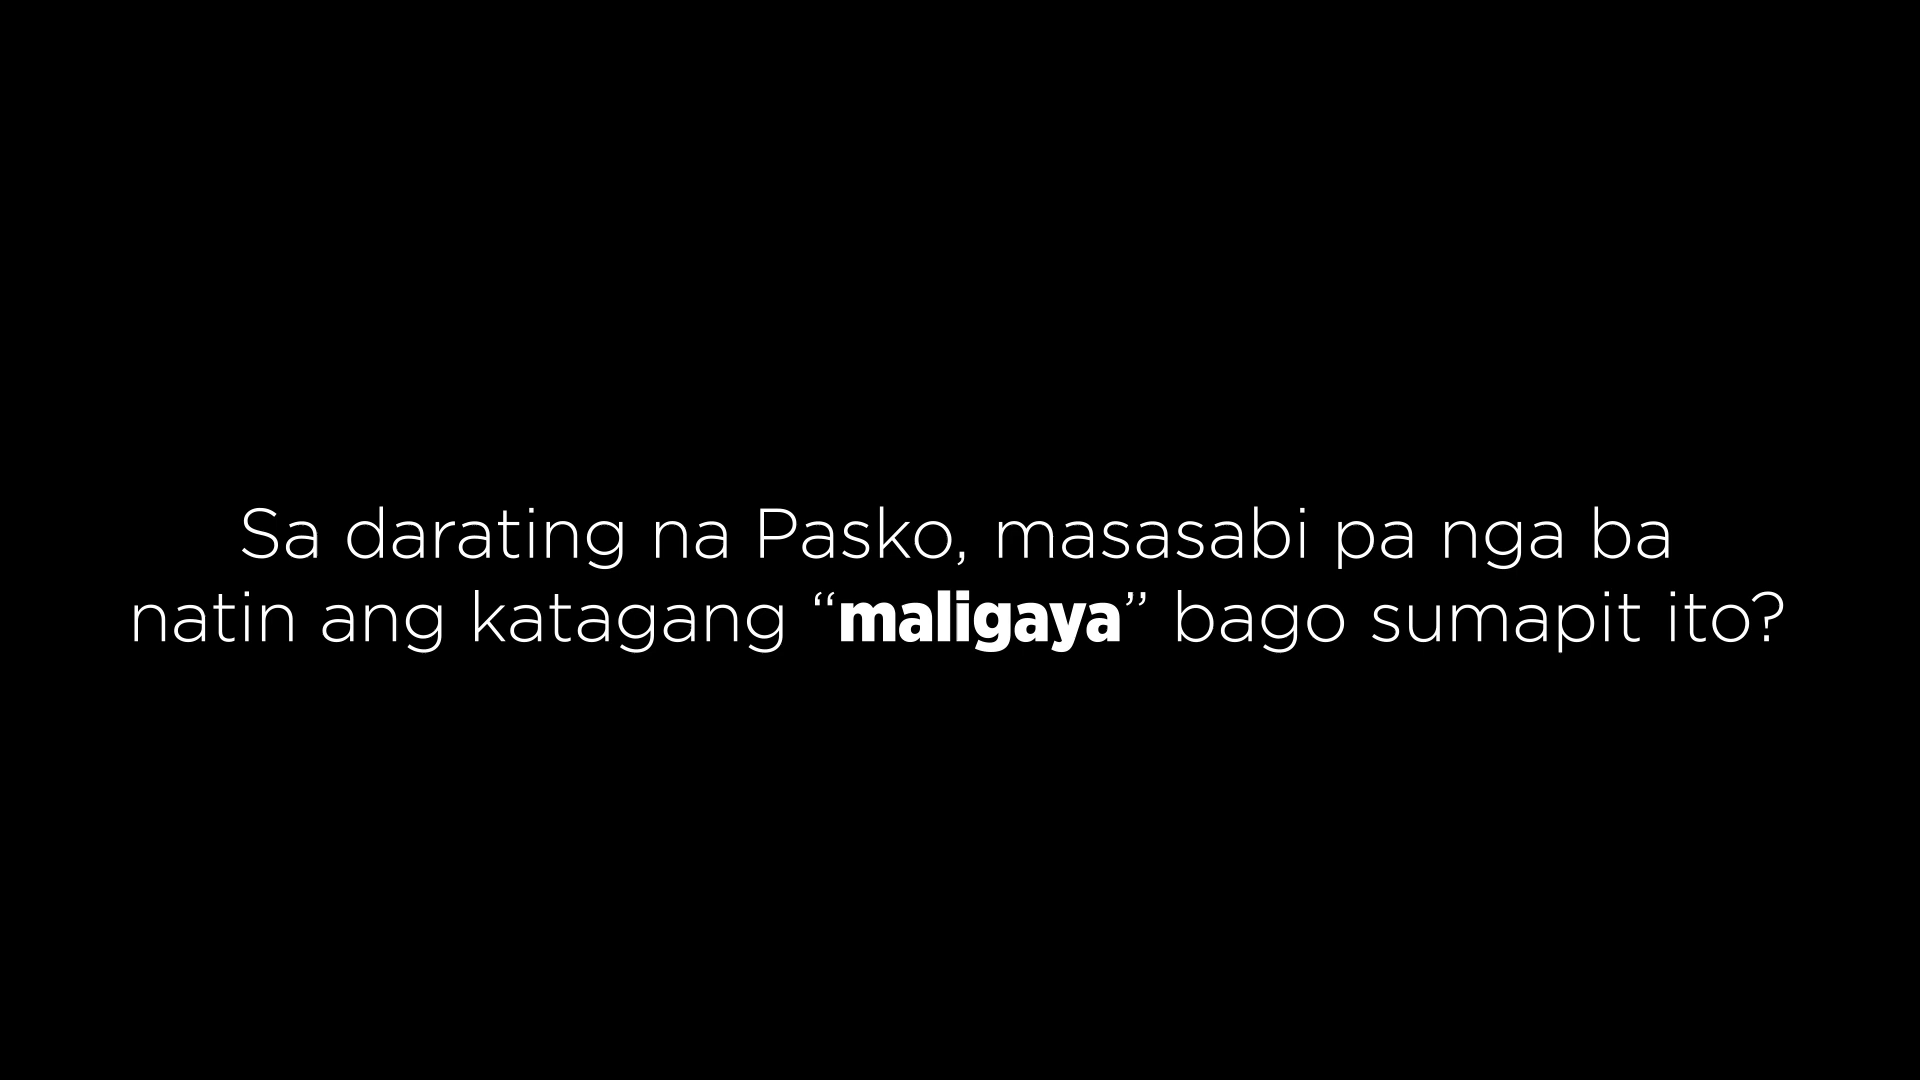 Sa darating na Pasko, masasabi pa nga ba
natin ang katagang “maligaya” bago sumapit ito?